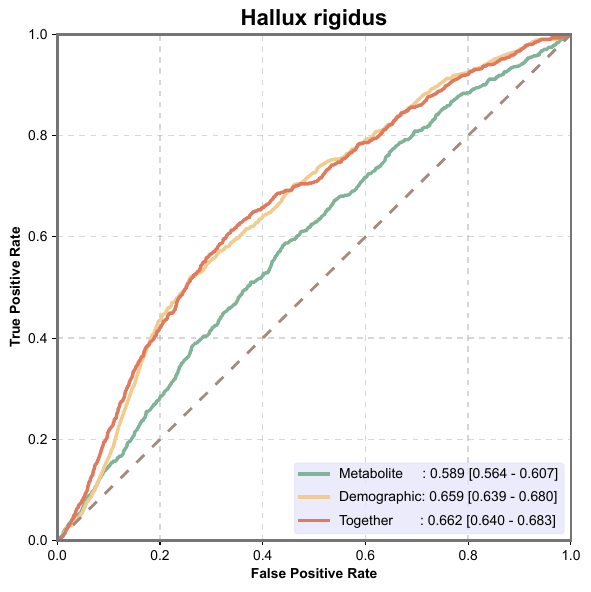 Hallux rigidus
1.0
0.8
0.6
0.4
0.2
0.0
True Positive Rate
Metabolite : 0.589 [0.564 - 0.607]
Demographic: 0.659 [0.639 - 0.680]
Together : 0.662 [0.640 - 0.683]
0.0 0.2 0.4 0.6 0.8 1.0
False Positive Rate